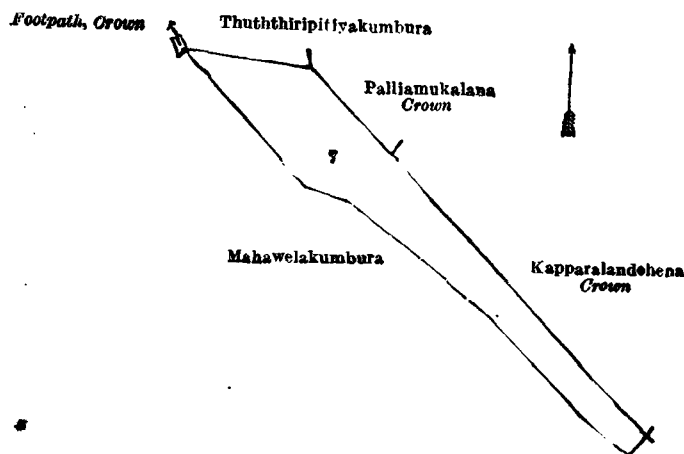 Footpath, Crown
Thuththiripitiyakumbura
Palliamukalana
Crown
7
Mahawelakumbura
Kapparalandehena
Crown